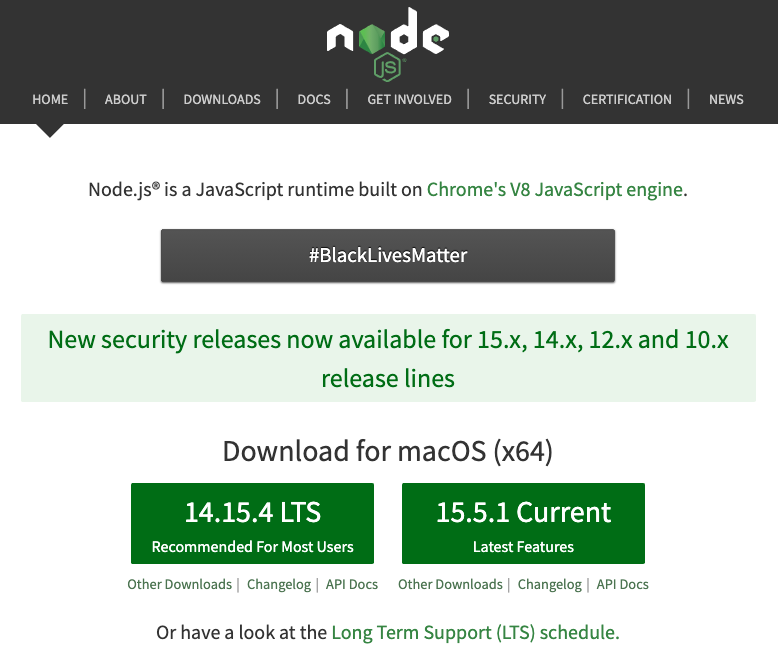 node
JS
HOME | ABOUT | DOWNLOADS | DOCS | GET INVOLVED | SECURITY | CERTIFICATION | NEWS
Node.js® is a JavaScript runtime built on Chrome's V8 JavaScript engine.
#BlackLivesMatter
New security releases now available for 15.x, 14.x, 12.x and 10.x
release lines
Download for macOS (x64)
14.15.4 LTS
Recommended For Most Users
15.5.1 Current
Latest Features
Other Downloads | Changelog | API Docs
Other Downloads | Changelog | API Docs
Or have a look at the Long Term Support (LTS) schedule.